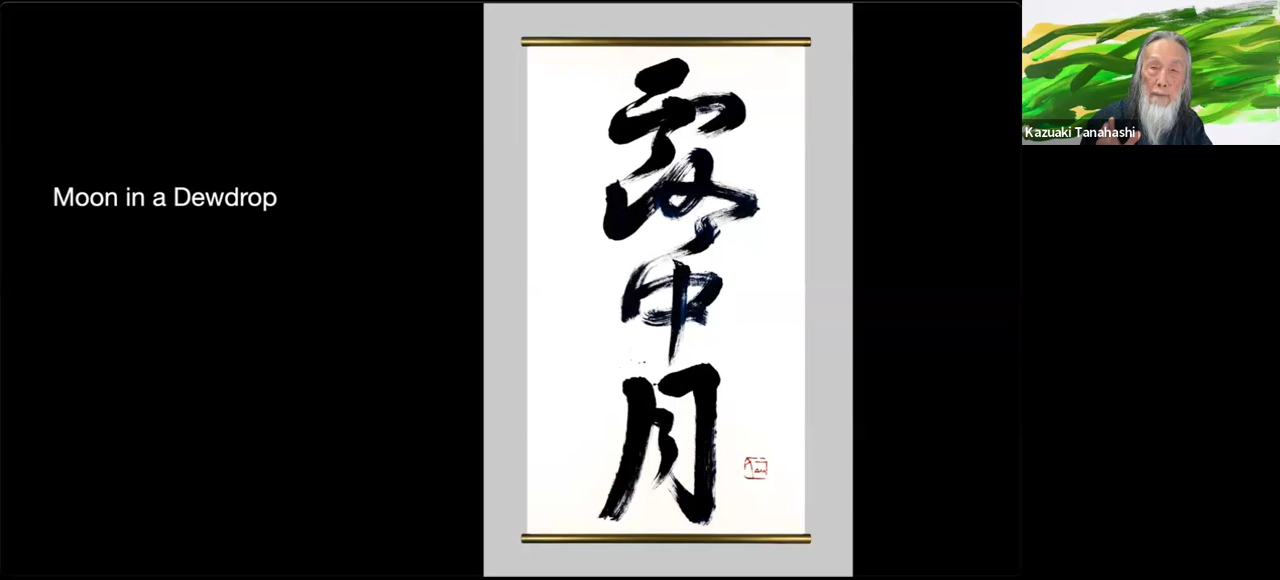 Moon in a Dewdrop
露
中
月
Kazuaki Tanahashi